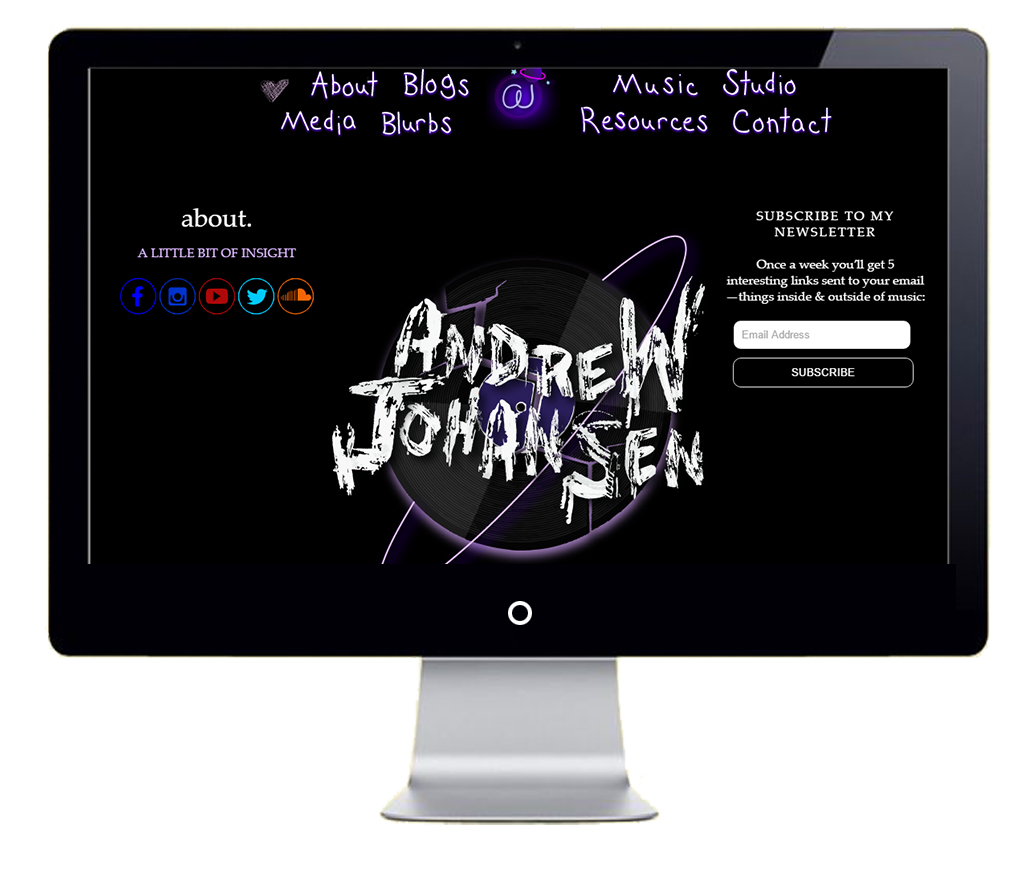 About Blogs
Media Blurbs
aJ
Music Studio
Resources Contact
about.
A LITTLE BIT OF INSIGHT
ANDREW
JOHANSEN
SUBSCRIBE TO MY
NEWSLETTER
Once a week you'll get 5
interesting links sent to your email
—things inside & outside of music:
Email Address
SUBSCRIBE